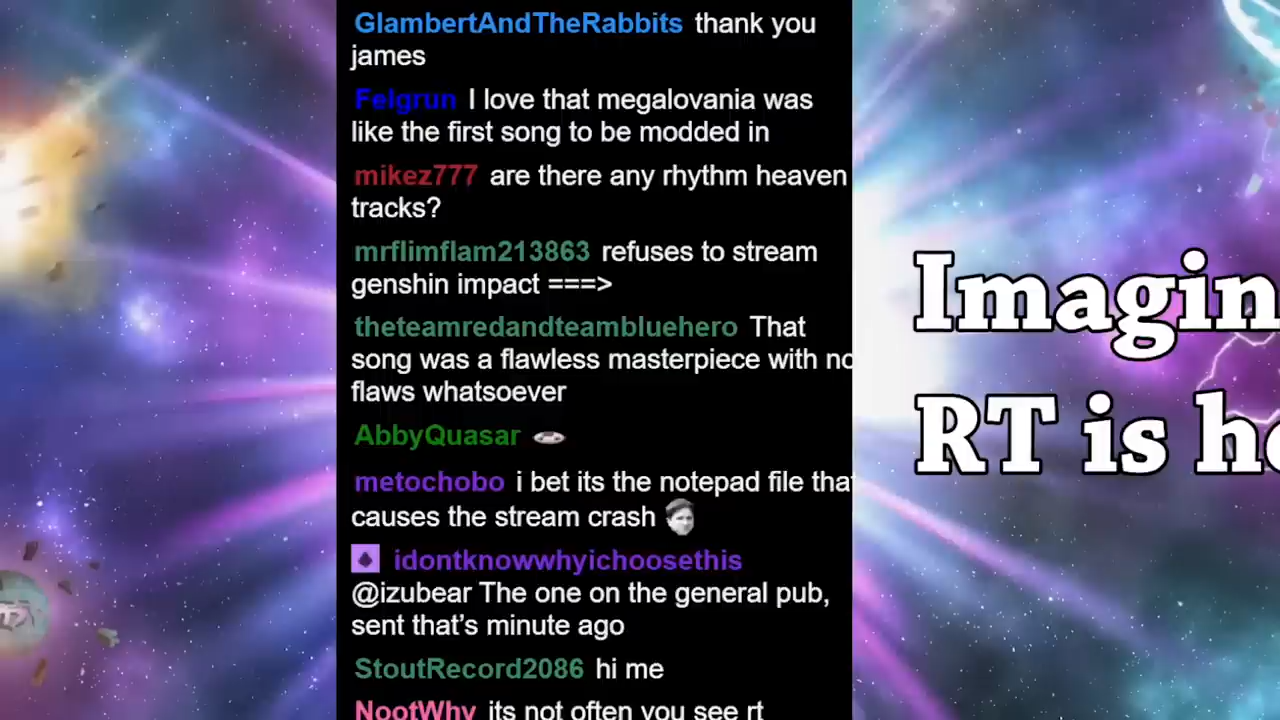 GlambertAndTheRabbits thank you
james
Felgrun I love that megalovania was
like the first song to be modded in
mikez777 are there any rhythm heaven
tracks?
mrflimflam213863 refuses to stream
genshin impact ===>
theteamredandteambluehero That
song was a flawless masterpiece with no
flaws whatsoever
AbbyQuasar
metochobo i bet its the notepad file that
causes the stream crash
idontknowwhyichoosethis
@izubear The one on the general pub,
sent that's minute ago
StoutRecord2086 hi me
NootWhy its not often you see rt
Imagin
RT is he